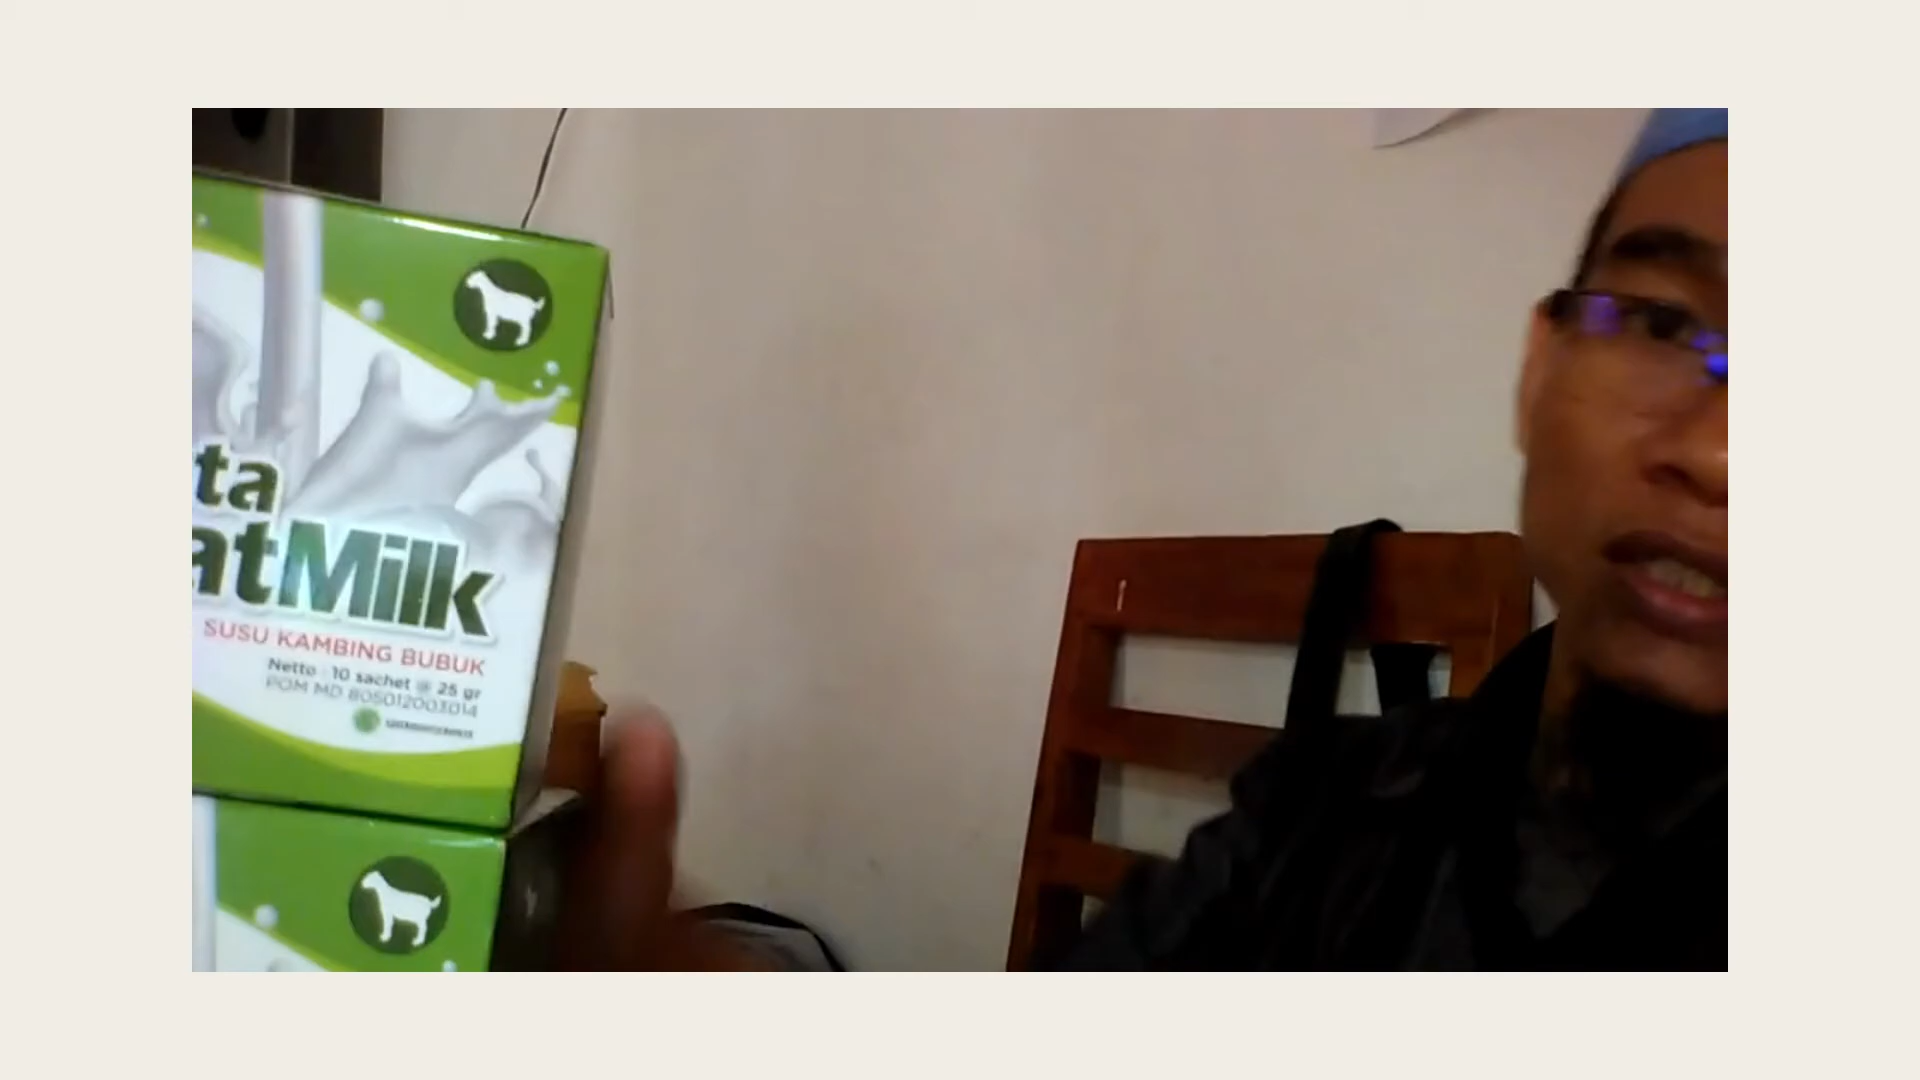 ta
atMilk
SUSU KAMBING BUBUK
Netto : 10 sachet @ 25 gr
POM MD 805012003014